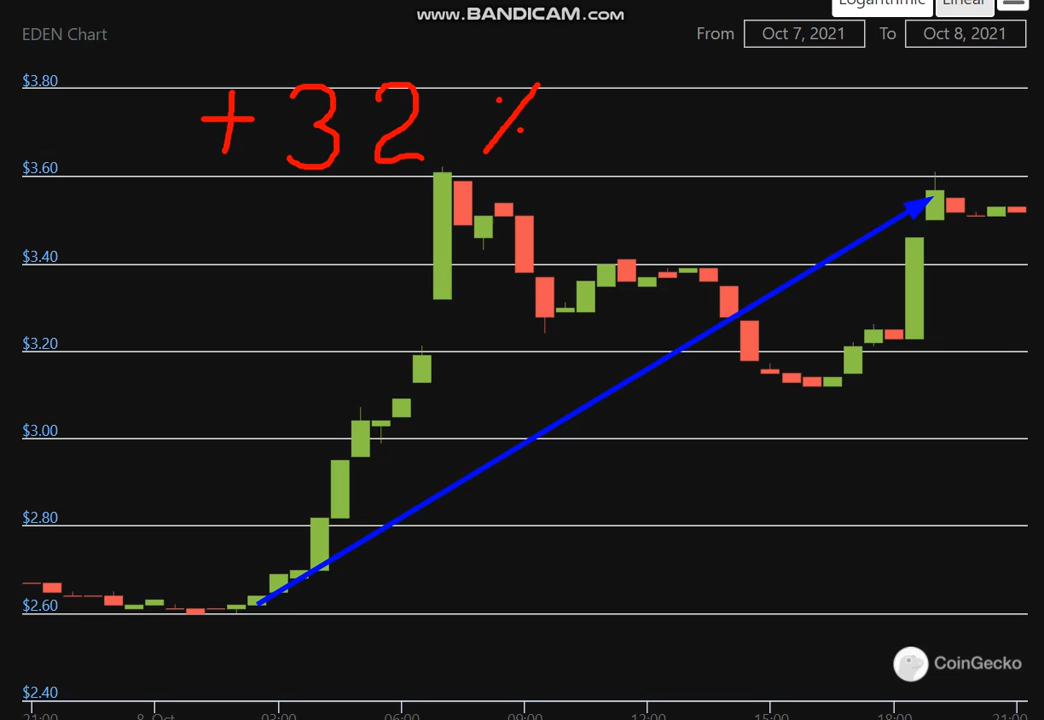 Logarithmic Linear
www.BANDICAM.com
EDEN Chart From Oct 7, 2021 To Oct 8, 2021
$3.80
+32%
$3.60
$3.40
$3.20
$3.00
$2.80
$2.60
CoinGecko
$2.40
21:00 8. Oct 03:00 06:00 09:00 12:00 15:00 18:00 21:00